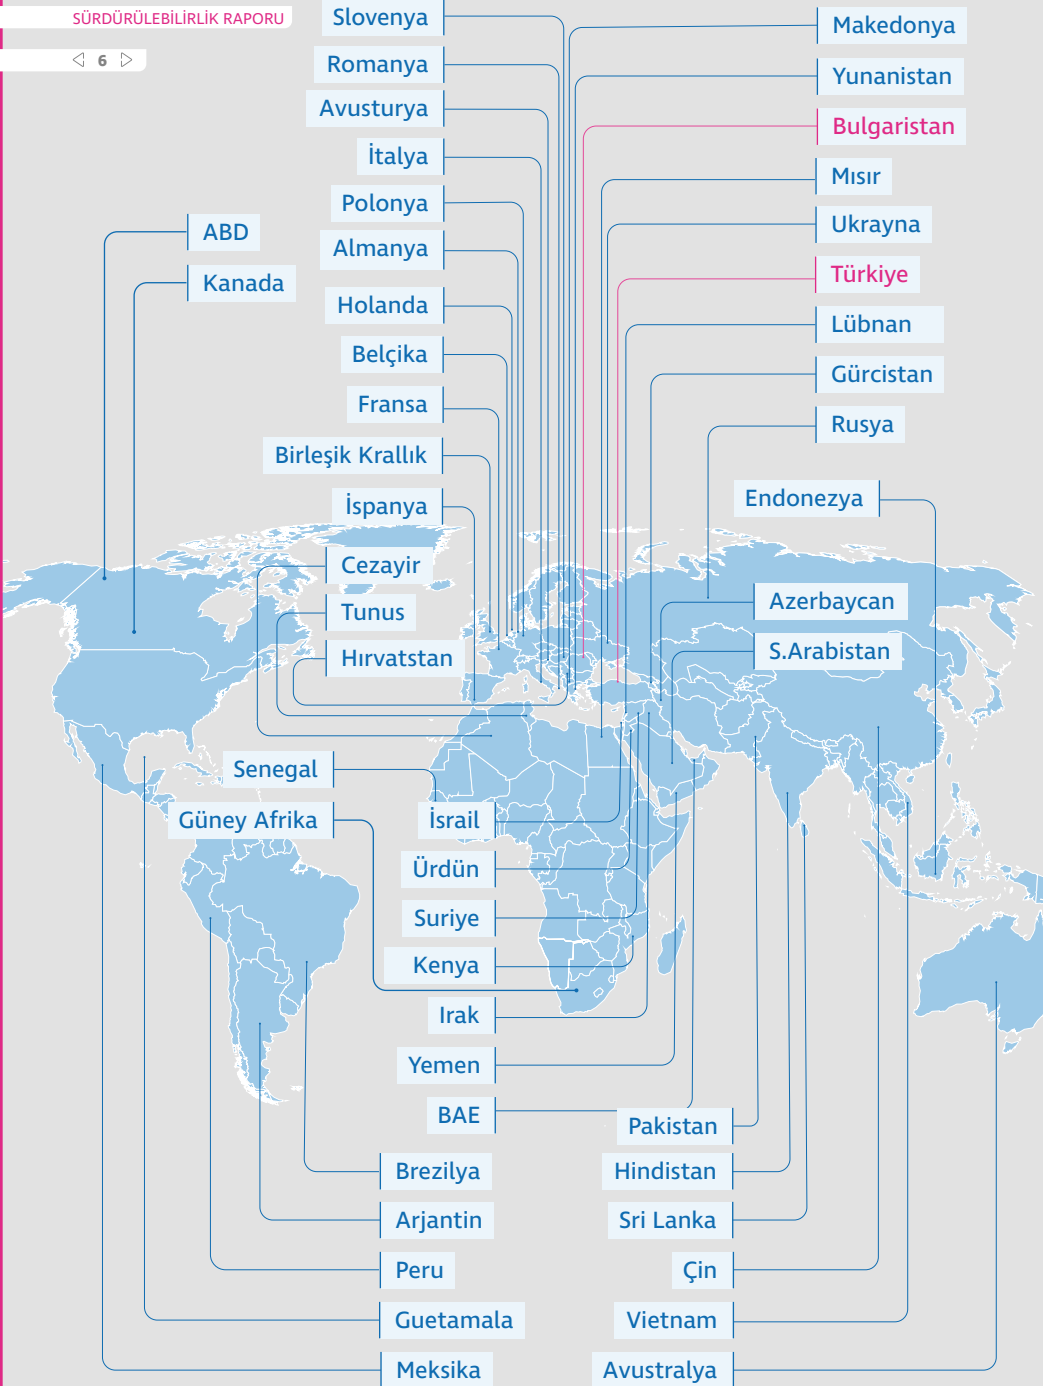 SÜRDÜRÜLEBİLİRLİK RAPORU
6
Slovenya
Romanya
Avusturya
İtalya
Polonya
Almanya
Holanda
Belçika
Fransa
Birleşik Krallık
İspanya
ABD
Kanada
Makedonya
Yunanistan
Bulgaristan
Mısır
Ukrayna
Türkiye
Lübnan
Gürcistan
Rusya
Endonezya
Cezayir
Tunus
Hırvatstan
Azerbaycan
S.Arabistan
Senegal
Güney Afrika
İsrail
Ürdün
Suriye
Kenya
Irak
Yemen
BAE
Brezilya
Arjantin
Peru
Guetamala
Meksika
Pakistan
Hindistan
Sri Lanka
Çin
Vietnam
Avustralya